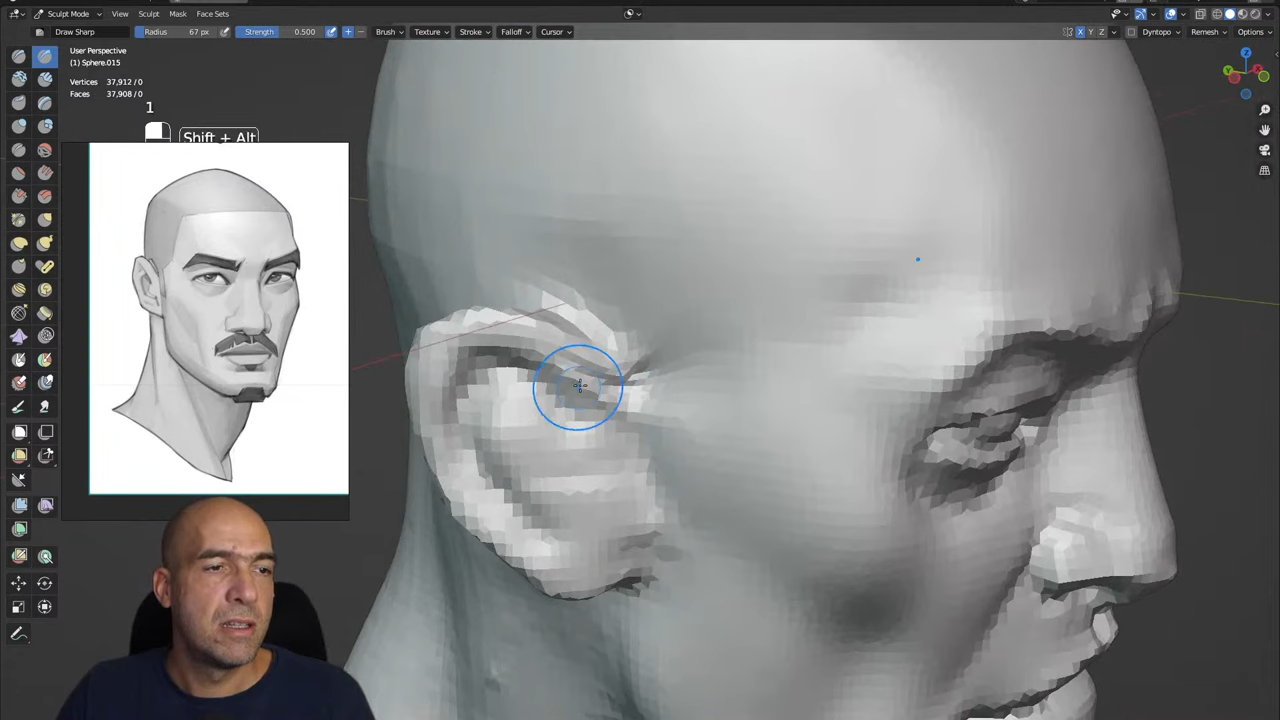 Sculpt Mode View Sculpt Mask Face Sets
Draw Sharp Radius 67 px Strength 0.500 + − Brush Texture Stroke Falloff Cursor X Y Z Dyntopo Remesh Options
User Perspective
(1) Sphere.015
Vertices 37,912 / 0
Faces 37,908 / 0
1
Shift + Alt
Z
Y
X